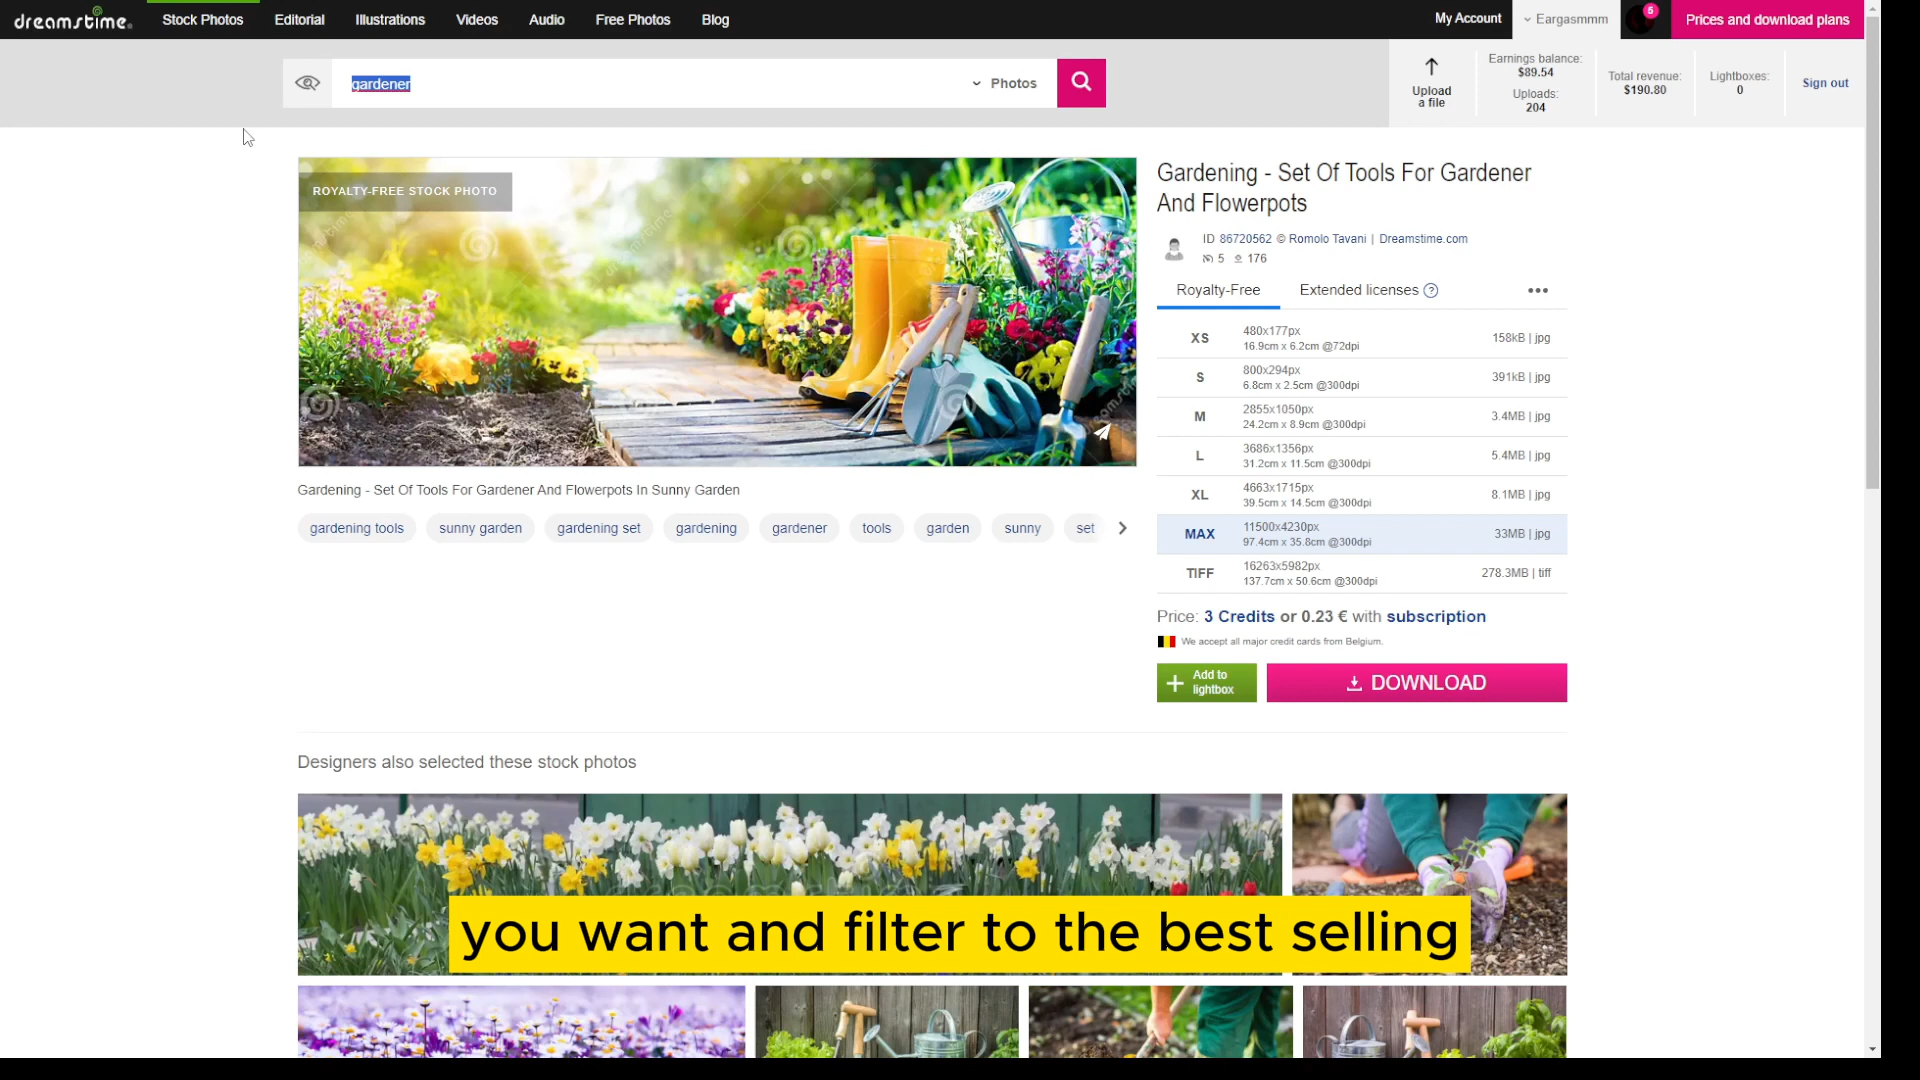 dreamstime.
Stock Photos
Editorial
Illustrations
Videos
Audio
Free Photos
Blog
My Account
Eargasmmm
5
Prices and download plans
gardener
Photos
Upload
a file
Earnings balance:
$89.54
Uploads:
204
Total revenue:
$190.80
Lightboxes:
0
Sign out
ROYALTY-FREE STOCK PHOTO
Gardening - Set Of Tools For Gardener
And Flowerpots
ID 86720562 © Romolo Tavani | Dreamstime.com
5 176
Royalty-Free
Extended licenses ?
XS
480x177px
16.9cm x 6.2cm @72dpi
158kB | jpg
S
800x294px
6.8cm x 2.5cm @300dpi
391kB | jpg
M
2855x1050px
24.2cm x 8.9cm @300dpi
3.4MB | jpg
L
3686x1356px
31.2cm x 11.5cm @300dpi
5.4MB | jpg
XL
4663x1715px
39.5cm x 14.5cm @300dpi
8.1MB | jpg
MAX
11500x4230px
97.4cm x 35.8cm @300dpi
33MB | jpg
TIFF
16263x5982px
137.7cm x 50.6cm @300dpi
278.3MB | tiff
Price: 3 Credits or 0.23 € with subscription
We accept all major credit cards from Belgium.
Add to
lightbox
DOWNLOAD
Gardening - Set Of Tools For Gardener And Flowerpots In Sunny Garden
gardening tools
sunny garden
gardening set
gardening
gardener
tools
garden
sunny
set
Designers also selected these stock photos
you want and filter to the best selling